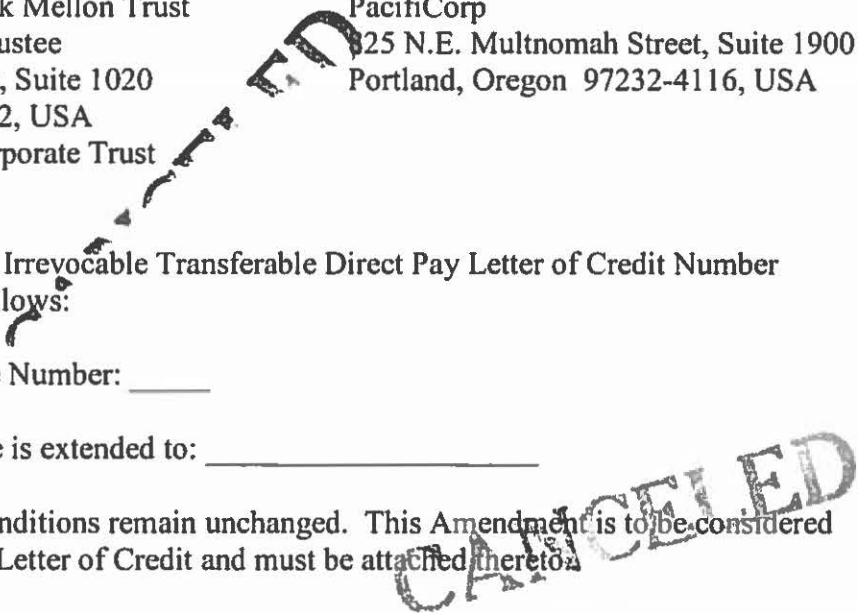 k Mellon Trust
ustee
, Suite 1020
2, USA
porate Trust
PacifiCorp
825 N.E. Multnomah Street, Suite 1900
Portland, Oregon 97232-4116, USA
Irrevocable Transferable Direct Pay Letter of Credit Number
lows:
Number: _____
e is extended to: ____________________
nditions remain unchanged. This Amendment is to be considered
Letter of Credit and must be attached thereto.
CANCELED